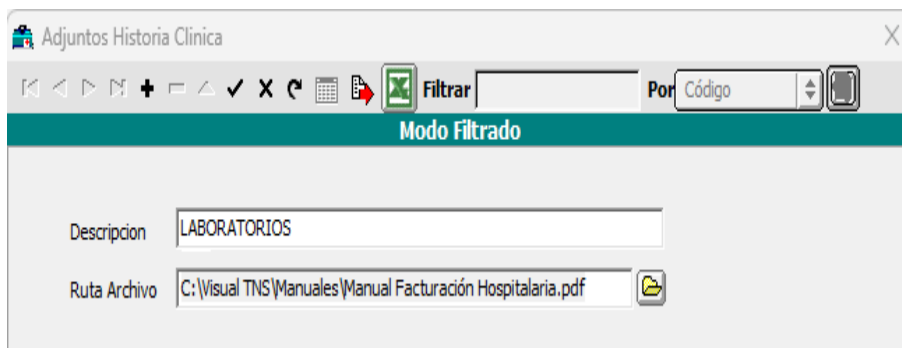 Adjuntos Historia Clinica
Filtrar Por Código
Modo Filtrado
Descripcion LABORATORIOS
Ruta Archivo C:\Visual TNS\Manuales\Manual Facturación Hospitalaria.pdf